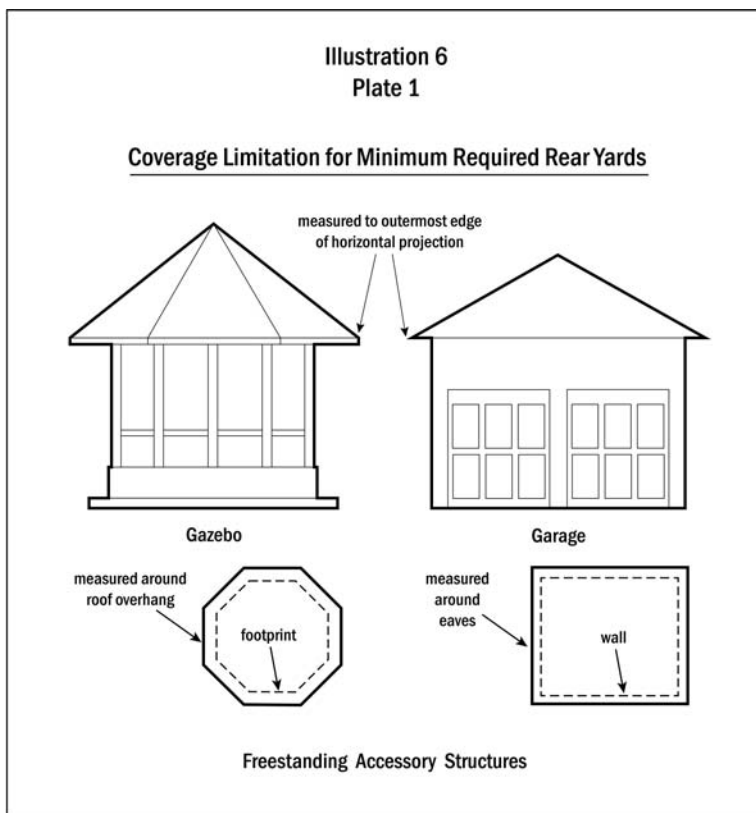 Illustration 6
Plate 1
Coverage Limitation for Minimum Required Rear Yards
measured to outermost edge
of horizontal projection
Gazebo
Garage
measured around
roof overhang
footprint
measured
around
eaves
wall
Freestanding Accessory Structures